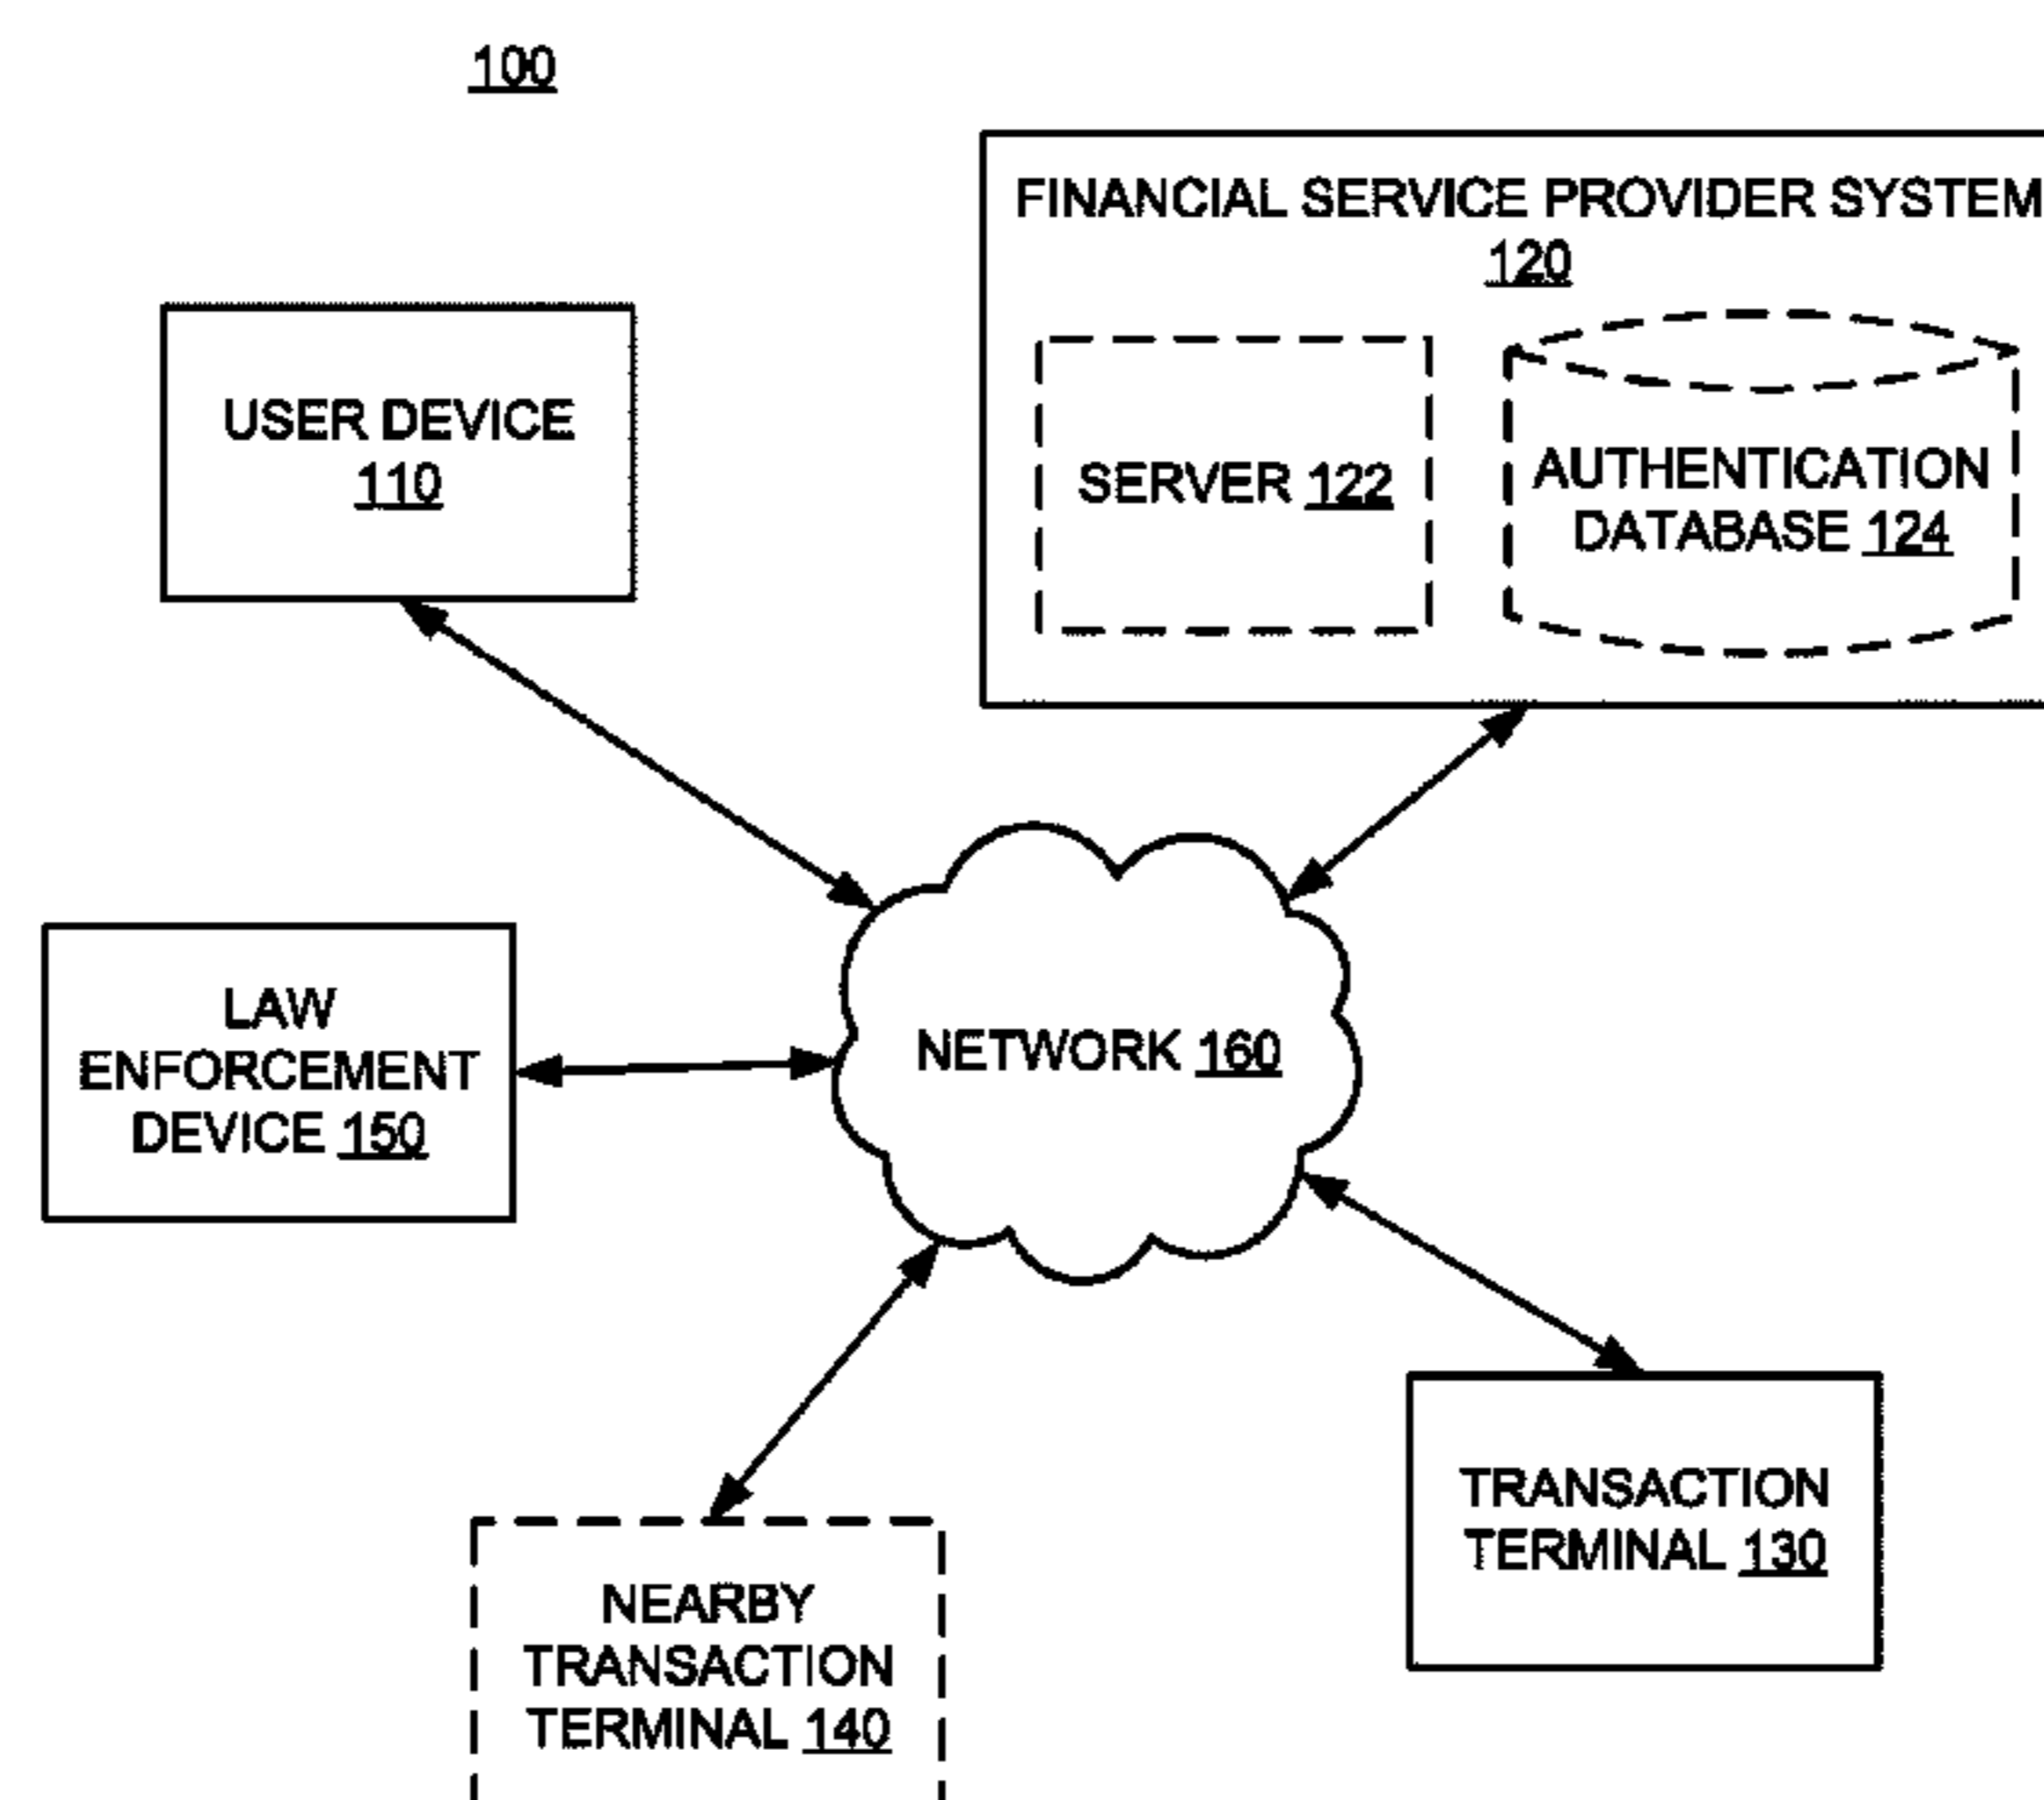 100
FINANCIAL SERVICE PROVIDER SYSTEM
120
USER DEVICE
110
SERVER 122
AUTHENTICATION
DATABASE 124
LAW
ENFORCEMENT
DEVICE 150
NETWORK 160
TRANSACTION
TERMINAL 130
NEARBY
TRANSACTION
TERMINAL 140